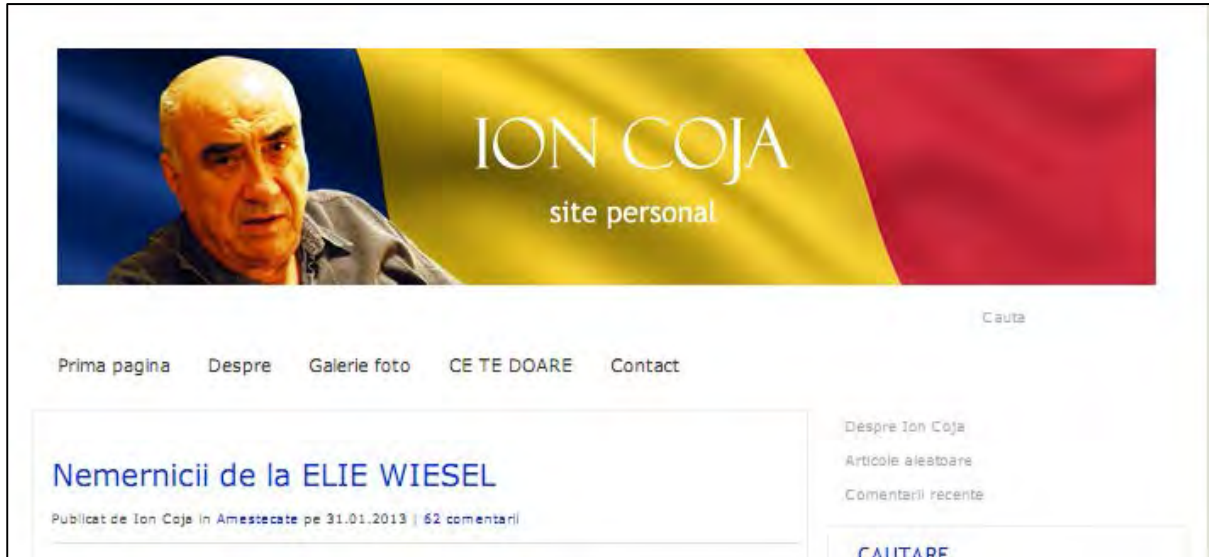 ION COJA
site personal
Cauta
Prima pagina Despre Galerie foto CE TE DOARE Contact
Nemernicii de la ELIE WIESEL
Publicat de Ion Coja in Amestecate pe 31.01.2013 | 62 comentarii
Despre Ion Coja
Articole aleatoare
Comentarii recente
CAUTARE